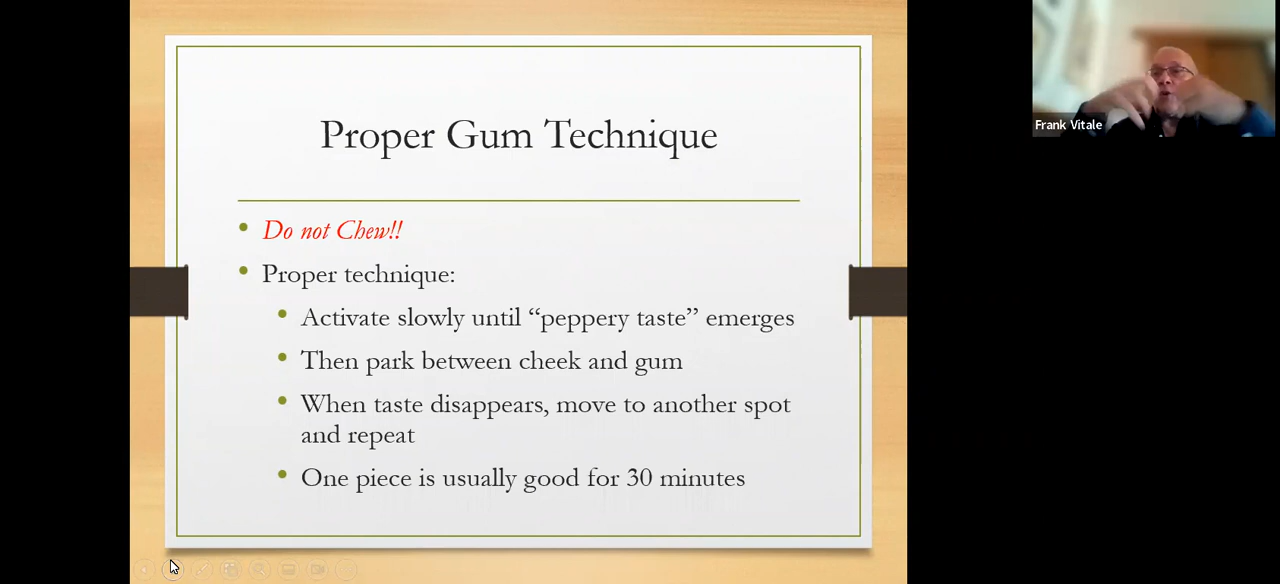 Proper Gum Technique
Do not Chew!!
Proper technique:
Activate slowly until “peppery taste” emerges
Then park between cheek and gum
When taste disappears, move to another spot
and repeat
One piece is usually good for 30 minutes
Frank Vitale